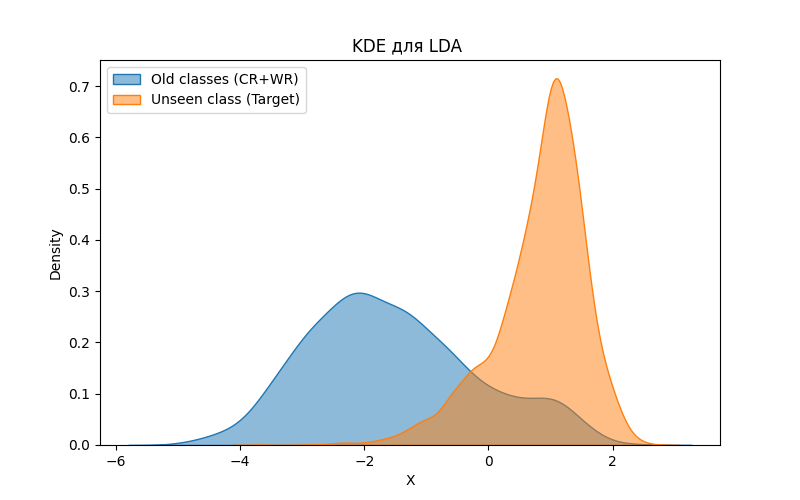 KDE для LDA
Old classes (CR+WR)
Unseen class (Target)
0.7
0.6
0.5
0.4
0.3
0.2
0.1
0.0
Density
−6
−4
−2
0
2
X